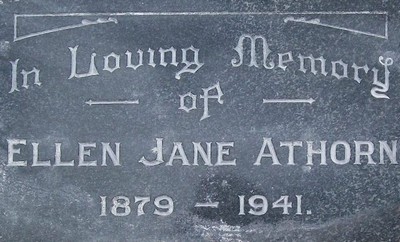 In Loving Memory
of
ELLEN JANE ATHORN
1879 — 1941.